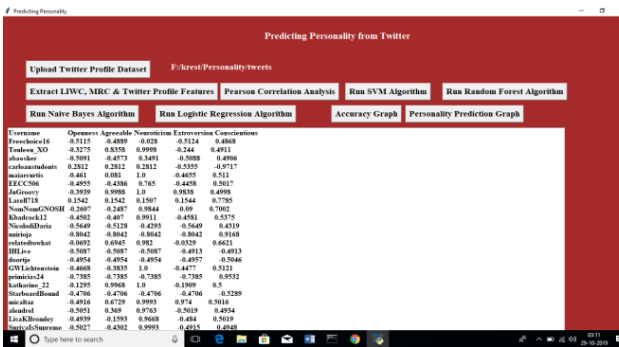 Predicting Personality
Predicting Personality from Twitter
Upload Twitter Profile Dataset F:/krest/Personality/tweets
Extract LIWC, MRC & Twitter Profile Features Pearson Correlation Analysis Run SVM Algorithm Run Random Forest Algorithm
Run Naive Bayes Algorithm Run Logistic Regression Algorithm Accuracy Graph Personality Prediction Graph
Username Openness Agreeable Neuroticism Extroversion Conscientious
Freechoice16 -0.5115 -0.4889 -0.028 -0.5124 0.4868
Touleen_XO -0.3275 0.8358 0.9998 -0.244 0.4911
abaesher -0.5091 -0.4573 0.3491 -0.5088 0.4906
carloanstudents 0.2812 0.2812 0.2812 -0.5355 -0.9717
maiarcurtis -0.461 0.081 1.0 -0.4655 0.511
EECC506 -0.4955 -0.4386 0.765 -0.4458 0.5017
JuGroovy -0.3939 0.9988 1.0 0.9838 0.4998
Larell718 0.1542 0.1542 0.1507 0.1544 0.7785
NomNomGNOSH -0.2607 -0.2487 0.9844 -0.09 0.7002
Khadcock12 -0.4502 -0.407 0.9911 -0.4581 0.5375
NicolodiDaria -0.5649 -0.5128 -0.4293 -0.5649 0.4319
unirioja -0.8042 -0.8042 -0.8042 -0.8042 0.9168
relatedtowhat -0.0692 0.6945 0.982 -0.0329 0.6621
IHLive -0.5087 -0.5087 -0.5087 -0.4913 -0.4913
doortje -0.4954 -0.4954 -0.4954 -0.4957 -0.5046
GWLichtenstein -0.4668 -0.3835 1.0 -0.4477 0.5121
primicias24 -0.7385 -0.7385 -0.7385 -0.7385 0.9532
katharine_22 -0.1295 0.9968 1.0 -0.1909 0.5
StarboardBound -0.4706 -0.4706 -0.4706 -0.4706 -0.5289
micaltaz -0.4916 0.6729 0.9993 0.974 0.5016
alendrel -0.5051 0.369 0.9763 -0.5019 0.4934
LisaKBromley -0.4939 -0.1593 0.9668 -0.484 0.5019
SurivalsSupreme -0.5027 -0.4302 0.9993 -0.4915 0.4948
Type here to search
03:11
29-10-2019